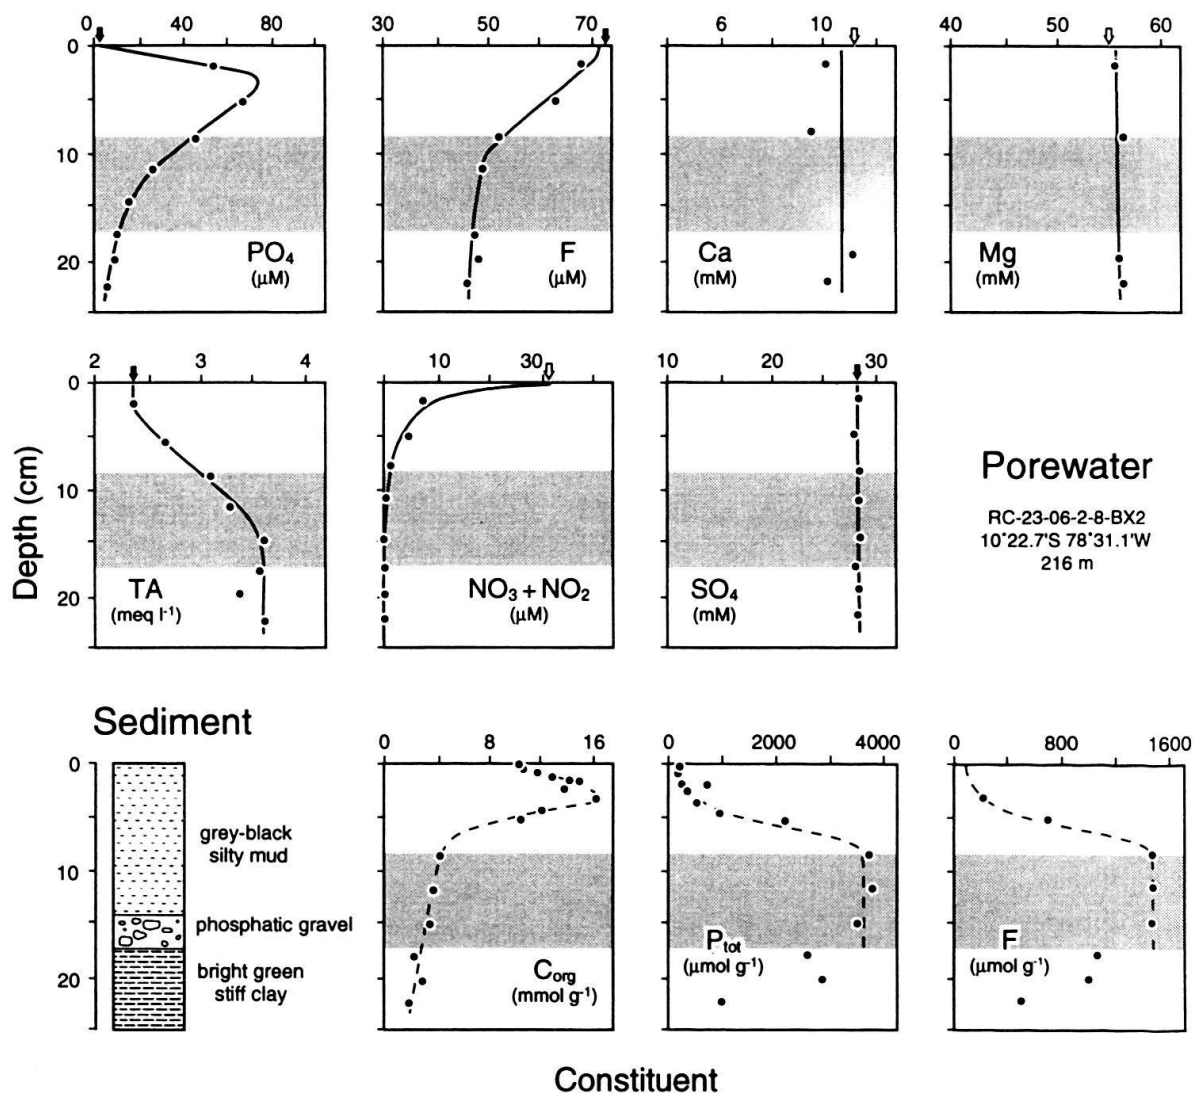 0 40 80
30 50 70
6 10
40 50 60
0
10
20
PO₄
(µM)
F
(µM)
Ca
(mM)
Mg
(mM)
2 3 4
10 30
10 20 30
0
10
20
Depth (cm)
TA
(meq l⁻¹)
NO₃ + NO₂
(µM)
SO₄
(mM)
Porewater
RC-23-06-2-8-BX2
10°22.7'S 78°31.1'W
216 m
Sediment
0 8 16
0 2000 4000
0 800 1600
0
10
20
grey-black
silty mud
phosphatic gravel
bright green
stiff clay
Corg
(mmol g⁻¹)
Ptot
(µmol g⁻¹)
F
(µmol g⁻¹)
Constituent